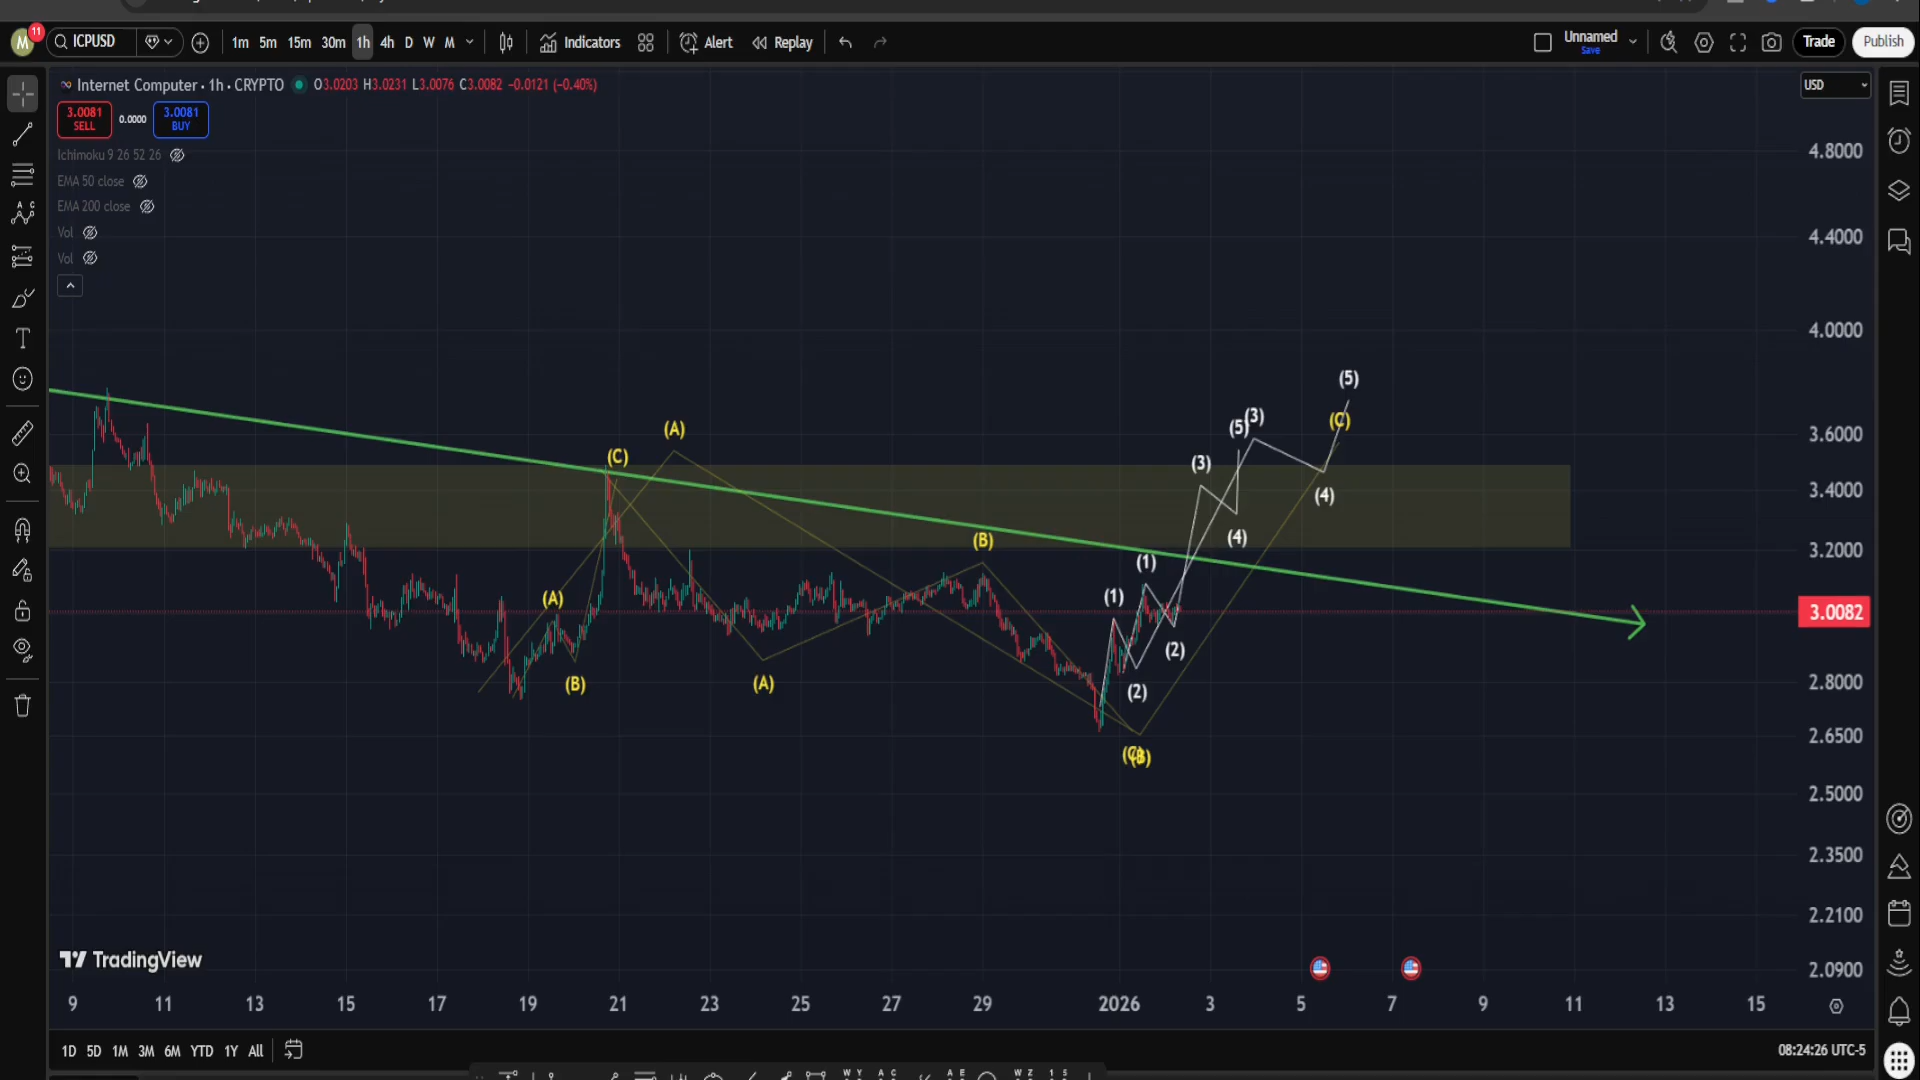 M 11 ICPUSD 1m 5m 15m 30m 1h 4h D W M Indicators Alert Replay Unnamed Save Trade Publish
Internet Computer · 1h · CRYPTO O3.0203 H3.0231 L3.0076 C3.0082 −0.0121 (−0.40%)
USD
3.0081 SELL 0.0000 3.0081 BUY
Ichimoku 9 26 52 26
EMA 50 close
EMA 200 close
Vol
Vol
4.8000
4.4000
4.0000
3.6000
3.4000
3.2000
3.0082
2.8000
2.6500
2.5000
2.3500
2.2100
2.0900
(5)
(C)
(3)
(5)
(A)
(C)
(3)
(4)
(4)
(B)
(1)
(1)
(A)
(2)
(B)
(A)
(2)
(C)
(B)
TradingView
9 11 13 15 17 19 21 23 25 27 29 2026 3 5 7 9 11 13 15
1D 5D 1M 3M 6M YTD 1Y All
08:24:26 UTC-5